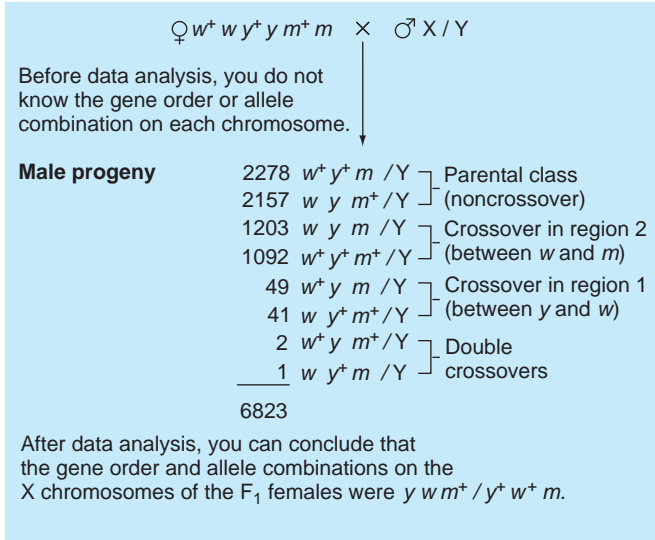 ♀ w⁺ w y⁺ y m⁺ m × ♂ X / Y
Before data analysis, you do not
know the gene order or allele
combination on each chromosome.
Male progeny
2278 w⁺ y⁺ m / Y
2157 w y m⁺ / Y
Parental class
(noncrossover)
1203 w y m / Y
1092 w⁺ y⁺ m⁺ / Y
Crossover in region 2
(between w and m)
49 w⁺ y m / Y
41 w y⁺ m⁺ / Y
Crossover in region 1
(between y and w)
2 w⁺ y m⁺ / Y
1 w y⁺ m / Y
Double
crossovers
6823
After data analysis, you can conclude that
the gene order and allele combinations on the
X chromosomes of the F₁ females were y w m⁺ / y⁺ w⁺ m.